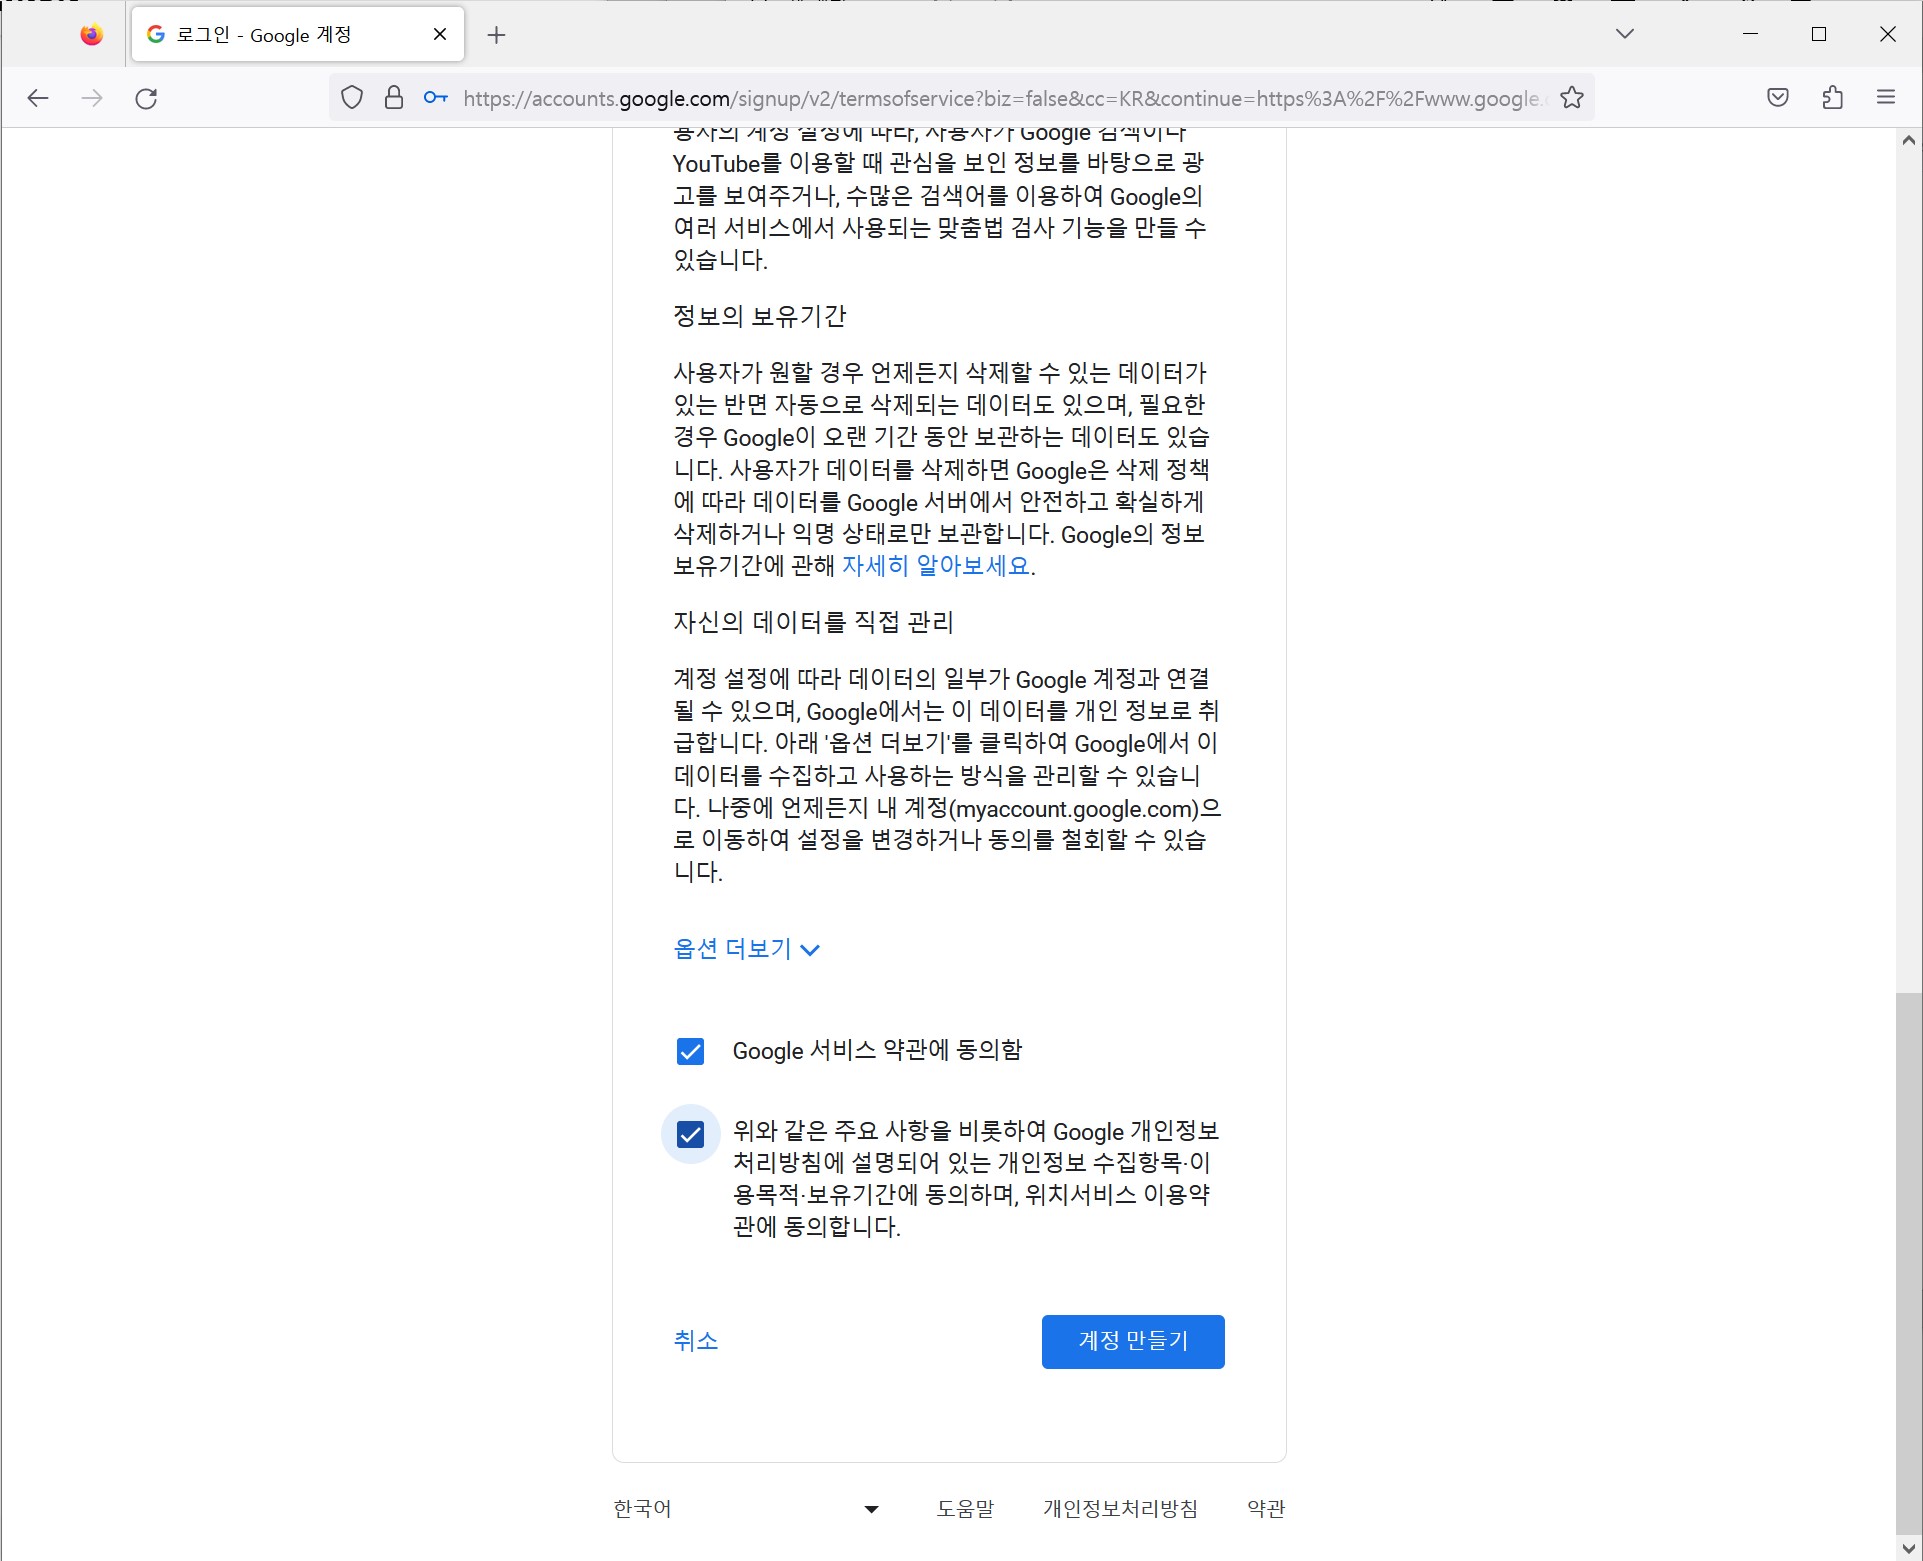 로그인 - Google 계정
https://accounts.google.com/signup/v2/termsofservice?biz=false&cc=KR&continue=https%3A%2F%2Fwww.google.
용자의 계정 설정에 따라, 사용자가 Google 검색이나
YouTube를 이용할 때 관심을 보인 정보를 바탕으로 광
고를 보여주거나, 수많은 검색어를 이용하여 Google의
여러 서비스에서 사용되는 맞춤법 검사 기능을 만들 수
있습니다.
정보의 보유기간
사용자가 원할 경우 언제든지 삭제할 수 있는 데이터가
있는 반면 자동으로 삭제되는 데이터도 있으며, 필요한
경우 Google이 오랜 기간 동안 보관하는 데이터도 있습
니다. 사용자가 데이터를 삭제하면 Google은 삭제 정책
에 따라 데이터를 Google 서버에서 안전하고 확실하게
삭제하거나 익명 상태로만 보관합니다. Google의 정보
보유기간에 관해 자세히 알아보세요.
자신의 데이터를 직접 관리
계정 설정에 따라 데이터의 일부가 Google 계정과 연결
될 수 있으며, Google에서는 이 데이터를 개인 정보로 취
급합니다. 아래 '옵션 더보기'를 클릭하여 Google에서 이
데이터를 수집하고 사용하는 방식을 관리할 수 있습니
다. 나중에 언제든지 내 계정(myaccount.google.com)으
로 이동하여 설정을 변경하거나 동의를 철회할 수 있습
니다.
옵션 더보기
Google 서비스 약관에 동의함
위와 같은 주요 사항을 비롯하여 Google 개인정보
처리방침에 설명되어 있는 개인정보 수집항목·이
용목적·보유기간에 동의하며, 위치서비스 이용약
관에 동의합니다.
취소 계정 만들기
한국어 도움말 개인정보처리방침 약관